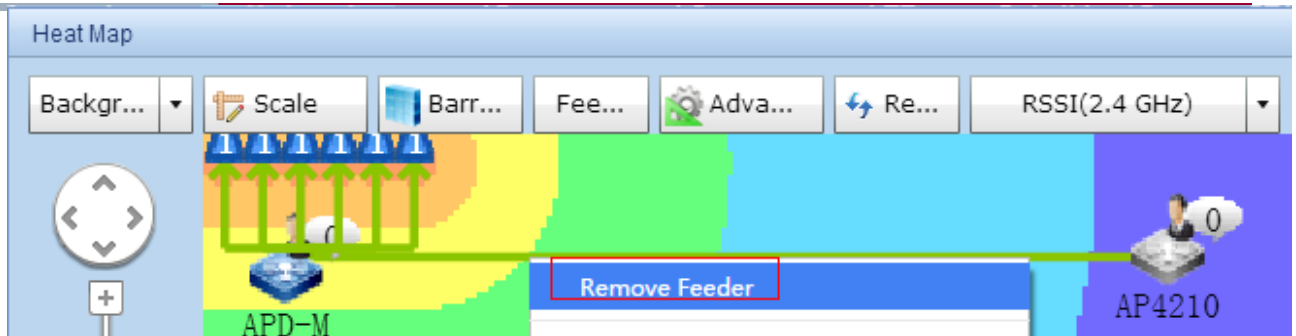 Heat Map
Backgr... Scale Barr... Fee... Adva... Re... RSSI(2.4 GHz)
1 1 1 1 1 1
0
0
Remove Feeder
APD-M
AP4210